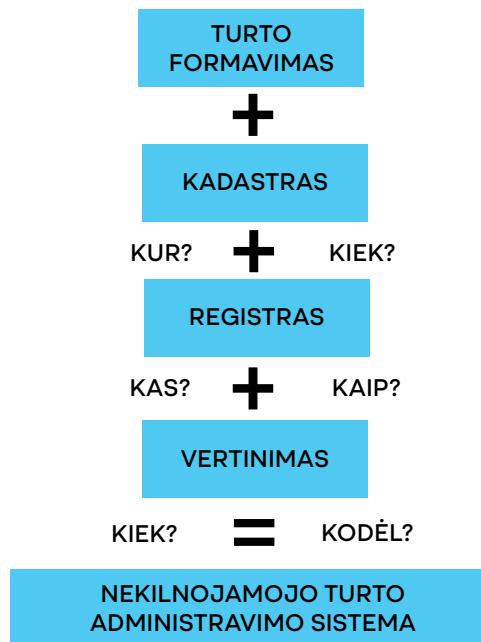 TURTO
FORMAVIMAS
+
KADASTRAS
KUR? + KIEK?
REGISTRAS
KAS? + KAIP?
VERTINIMAS
KIEK? = KODĖL?
NEKILNOJAMOJO TURTO
ADMINISTRAVIMO SISTEMA